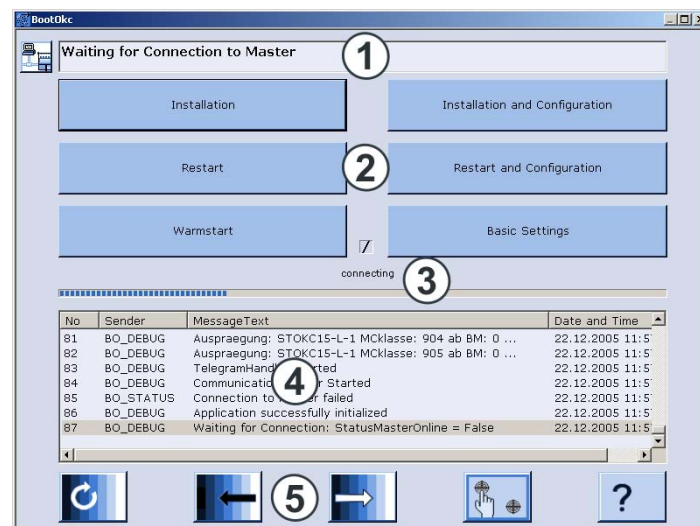 BootOkc
Waiting for Connection to Master
1
Installation
Installation and Configuration
Restart
2
Restart and Configuration
Warmstart
Basic Settings
connecting
3
No Sender MessageText Date and Time
81 BO_DEBUG Auspraegung: STOKC15-L-1 MCklasse: 904 ab BM: 0 ... 22.12.2005 11:5
82 BO_DEBUG Auspraegung: STOKC15-L-1 MCklasse: 905 ab BM: 0 ... 22.12.2005 11:5
83 BO_DEBUG 22.12.2005 11:5
84 BO_DEBUG Started 22.12.2005 11:5
4
85 BO_STATUS Connection to failed 22.12.2005 11:5
86 BO_DEBUG Application successfully initialized 22.12.2005 11:5
87 BO_DEBUG Waiting for Connection: StatusMasterOnline = False 22.12.2005 11:5
5
?